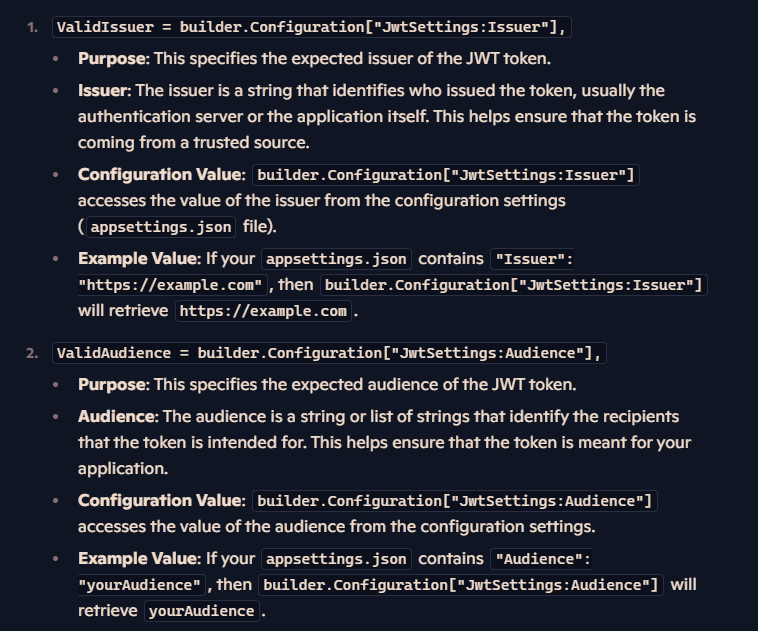 1. ValidIssuer = builder.Configuration["JwtSettings:Issuer"],
• Purpose: This specifies the expected issuer of the JWT token.
• Issuer: The issuer is a string that identifies who issued the token, usually the
authentication server or the application itself. This helps ensure that the token is
coming from a trusted source.
• Configuration Value: builder.Configuration["JwtSettings:Issuer"]
accesses the value of the issuer from the configuration settings
(appsettings.json file).
• Example Value: If your appsettings.json contains "Issuer":
"https://example.com", then builder.Configuration["JwtSettings:Issuer"]
will retrieve https://example.com.
2. ValidAudience = builder.Configuration["JwtSettings:Audience"],
• Purpose: This specifies the expected audience of the JWT token.
• Audience: The audience is a string or list of strings that identify the recipients
that the token is intended for. This helps ensure that the token is meant for your
application.
• Configuration Value: builder.Configuration["JwtSettings:Audience"]
accesses the value of the audience from the configuration settings.
• Example Value: If your appsettings.json contains "Audience":
"yourAudience", then builder.Configuration["JwtSettings:Audience"] will
retrieve yourAudience.